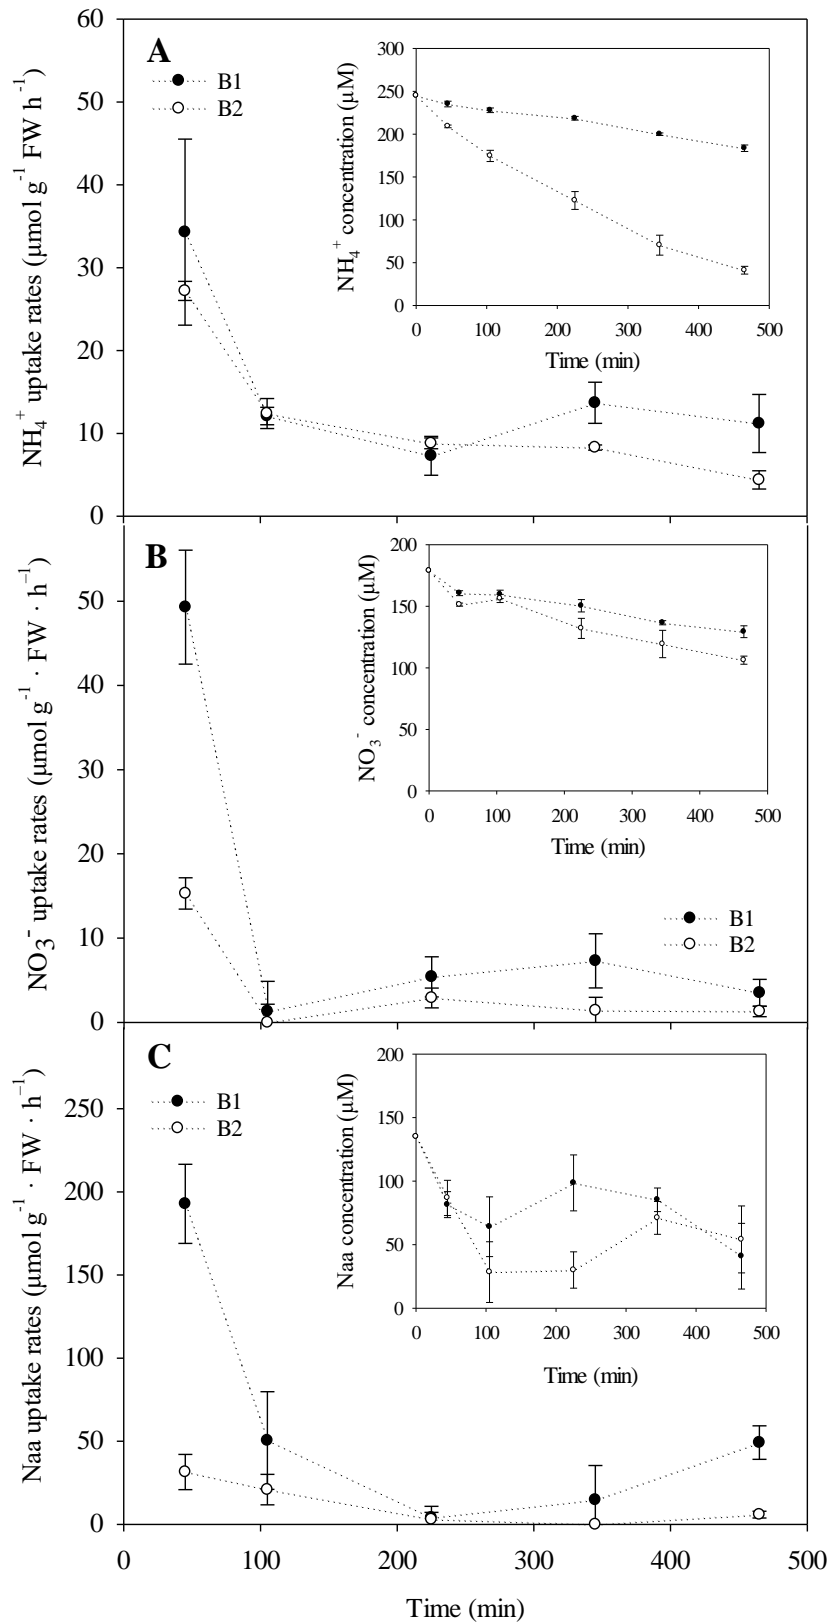 A
B1
B2
60
50
40
30
20
10
0
NH₄⁺ uptake rates (μmol g⁻¹ FW h⁻¹)
300
250
200
150
100
50
0
NH₄⁺ concentration (μM)
0 100 200 300 400 500
Time (min)
B
50
40
30
20
10
0
NO₃⁻ uptake rates (μmol g⁻¹ · FW · h⁻¹)
200
150
100
50
0
NO₃⁻ concentration (μM)
0 100 200 300 400 500
Time (min)
B1
B2
C
B1
B2
250
200
150
100
50
0
Naa uptake rates (μmol g⁻¹ · FW · h⁻¹)
200
150
100
50
0
Naa concentration (μM)
0 100 200 300 400 500
Time (min)
0 100 200 300 400 500
Time (min)